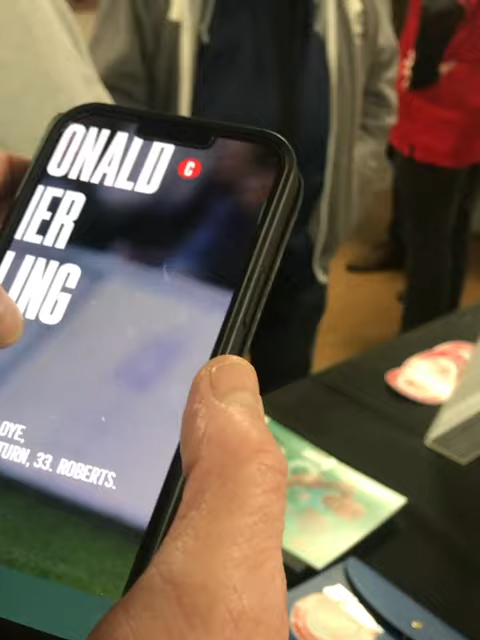 ONALD C
IER
LING
OYE,
TURN, 33. ROBERTS.